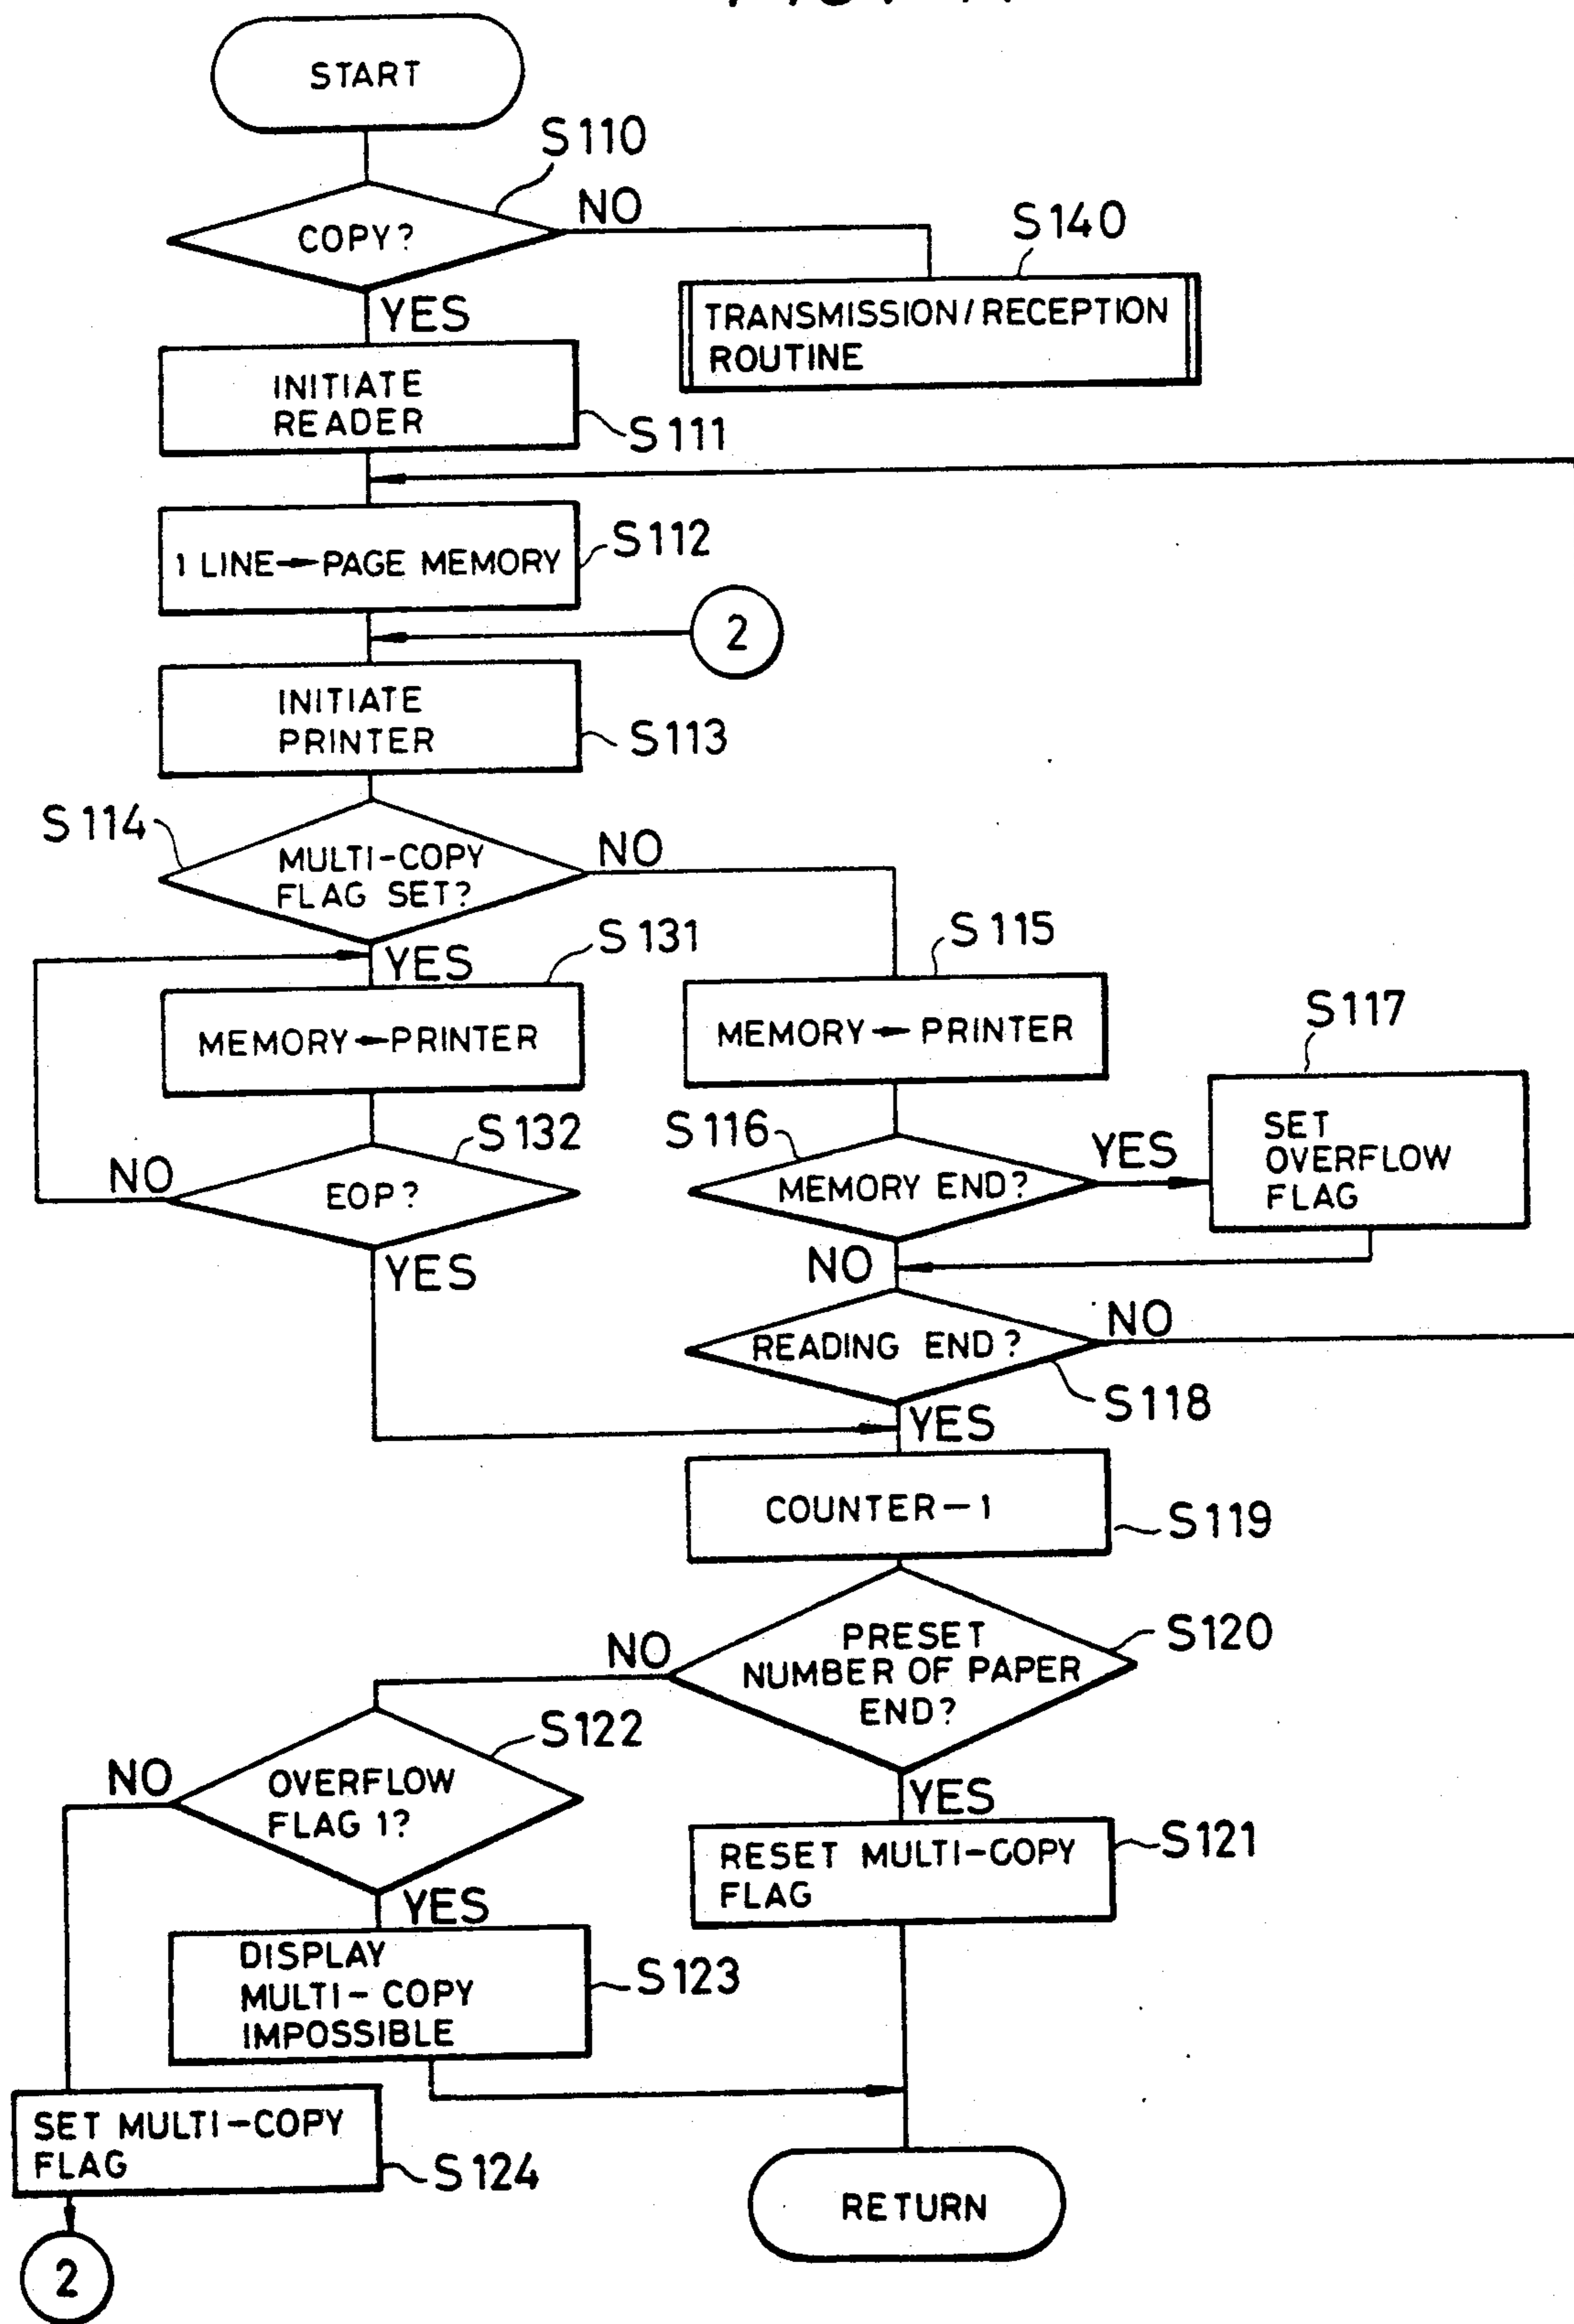 START
S110
COPY?
NO
S140
YES
TRANSMISSION/RECEPTION
ROUTINE
INITIATE
READER
S111
1 LINE→PAGE MEMORY
S112
2
INITIATE
PRINTER
S113
S114
MULTI-COPY
FLAG SET?
NO
YES
S131
S115
MEMORY→PRINTER
MEMORY→PRINTER
S117
SET
OVERFLOW
FLAG
S132
S116
YES
NO
EOP?
MEMORY END?
YES
NO
READING END?
NO
S118
YES
COUNTER-1
S119
PRESET
NUMBER OF PAPER
END?
S120
NO
S122
NO
OVERFLOW
FLAG 1?
YES
RESET MULTI-COPY
FLAG
S121
YES
DISPLAY
MULTI-COPY
IMPOSSIBLE
S123
SET MULTI-COPY
FLAG
S124
RETURN
2